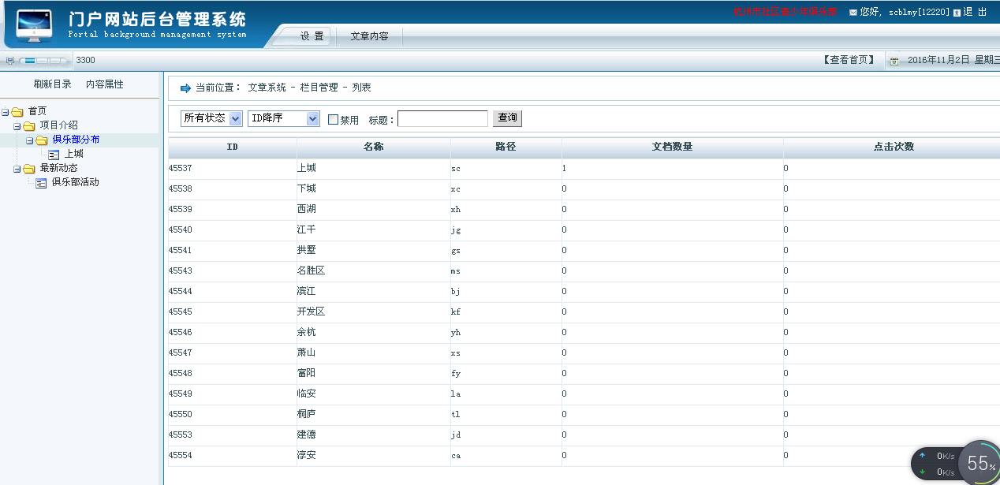 门户网站后台管理系统
Portal background management system
您好, scblmy[12220] 退 出
设 置 文章内容
3300 【查看首页】 2016年11月2日 星期三
刷新目录 内容属性
首页
项目介绍
俱乐部分布
上城
最新动态
俱乐部活动
当前位置： 文章系统 - 栏目管理 - 列表
所有状态 ID降序 禁用 标题： 查询
ID 名称 路径 文档数量 点击次数
45537 上城 sc 1 0
45538 下城 xc 0 0
45539 西湖 xh 0 0
45540 江干 jg 0 0
45541 拱墅 gs 0 0
45543 名胜区 ms 0 0
45544 滨江 bj 0 0
45545 开发区 kf 0 0
45546 余杭 yh 0 0
45547 萧山 xs 0 0
45548 富阳 fy 0 0
45549 临安 la 0 0
45550 桐庐 tl 0 0
45553 建德 jd 0 0
45554 淳安 ca 0 0
0K/s
0K/s
55%